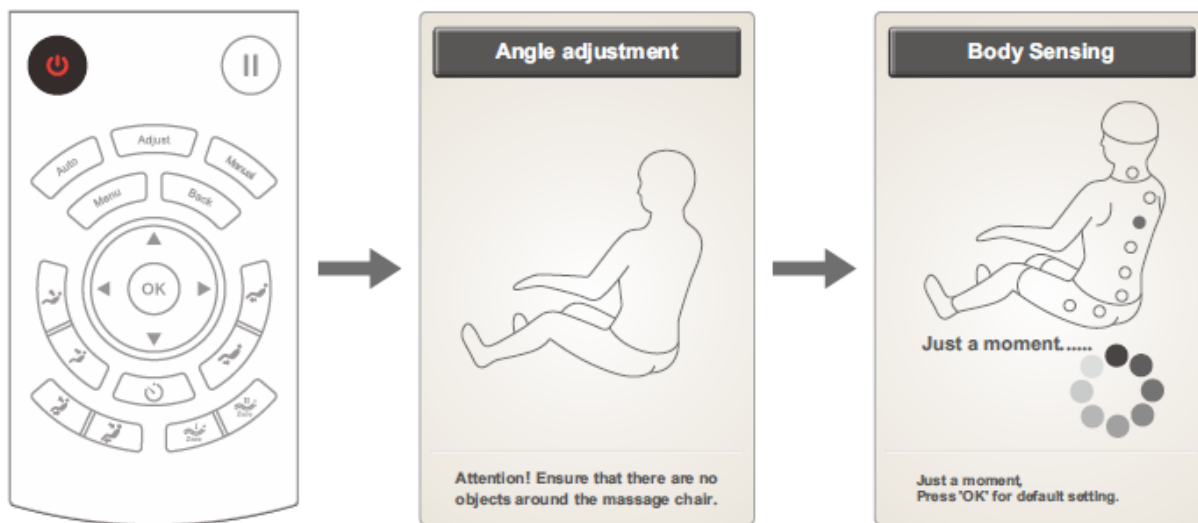 Auto
Adjust
Manual
Menu
Back
OK
Zero
Zero
Angle adjustment
Attention! Ensure that there are no
objects around the massage chair.
Body Sensing
Just a moment......
Just a moment,
Press "OK" for default setting.